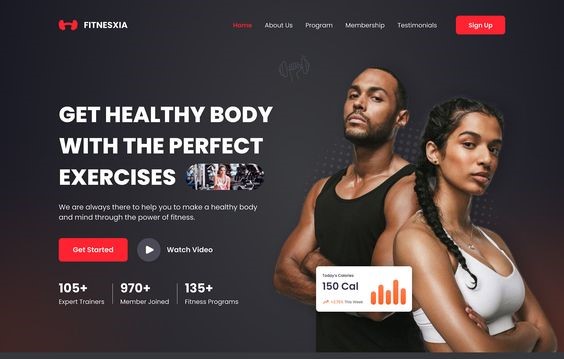 FITNESXIA
Home About Us Program Membership Testimonials Sign Up
GET HEALTHY BODY
WITH THE PERFECT
EXERCISES
We are always there to help you to make a healthy body
and mind through the power of fitness.
Get Started Watch Video
105+ 970+ 135+
Expert Trainers Member Joined Fitness Programs
Today's Calories
150 Cal
This Week